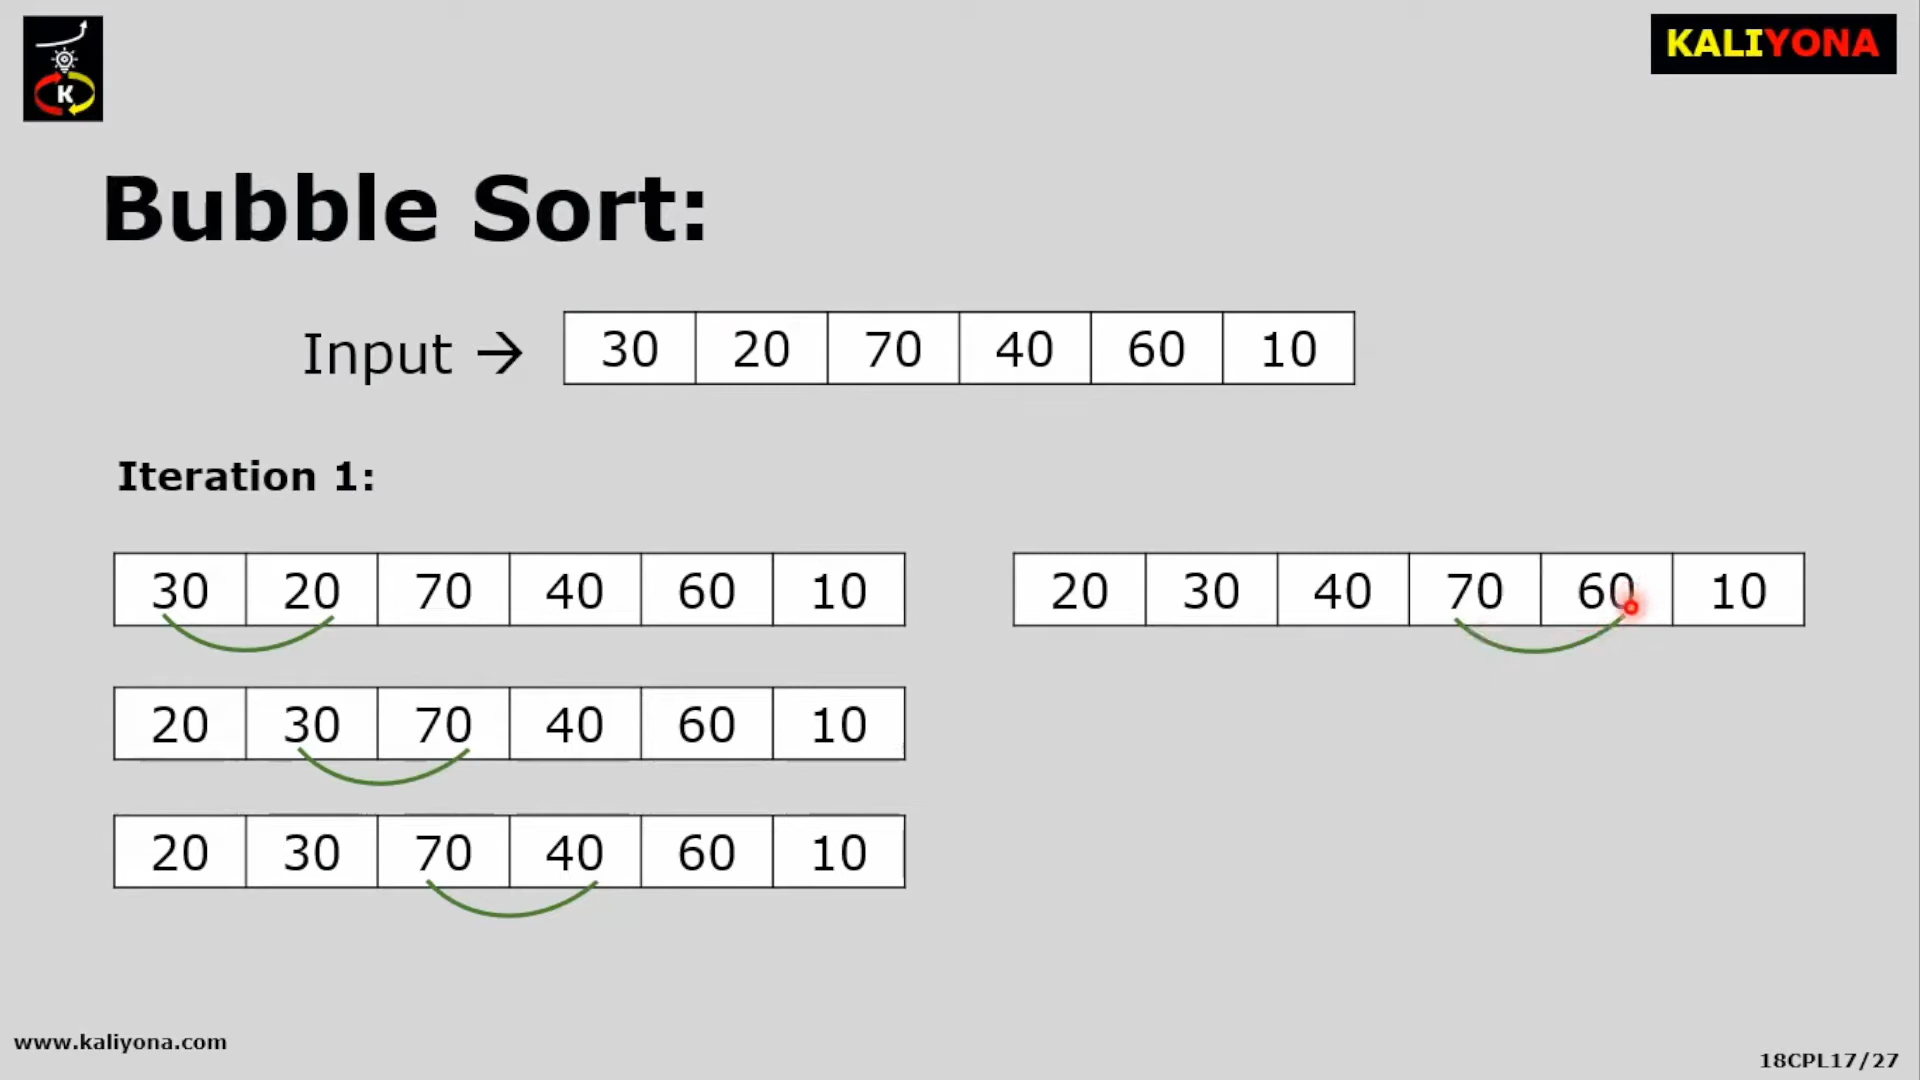 K
KALIYONA
Bubble Sort:
Input → 30 20 70 40 60 10
Iteration 1:
30 20 70 40 60 10
20 30 70 40 60 10
20 30 70 40 60 10
20 30 40 70 60 10
www.kaliyona.com
18CPL17/27